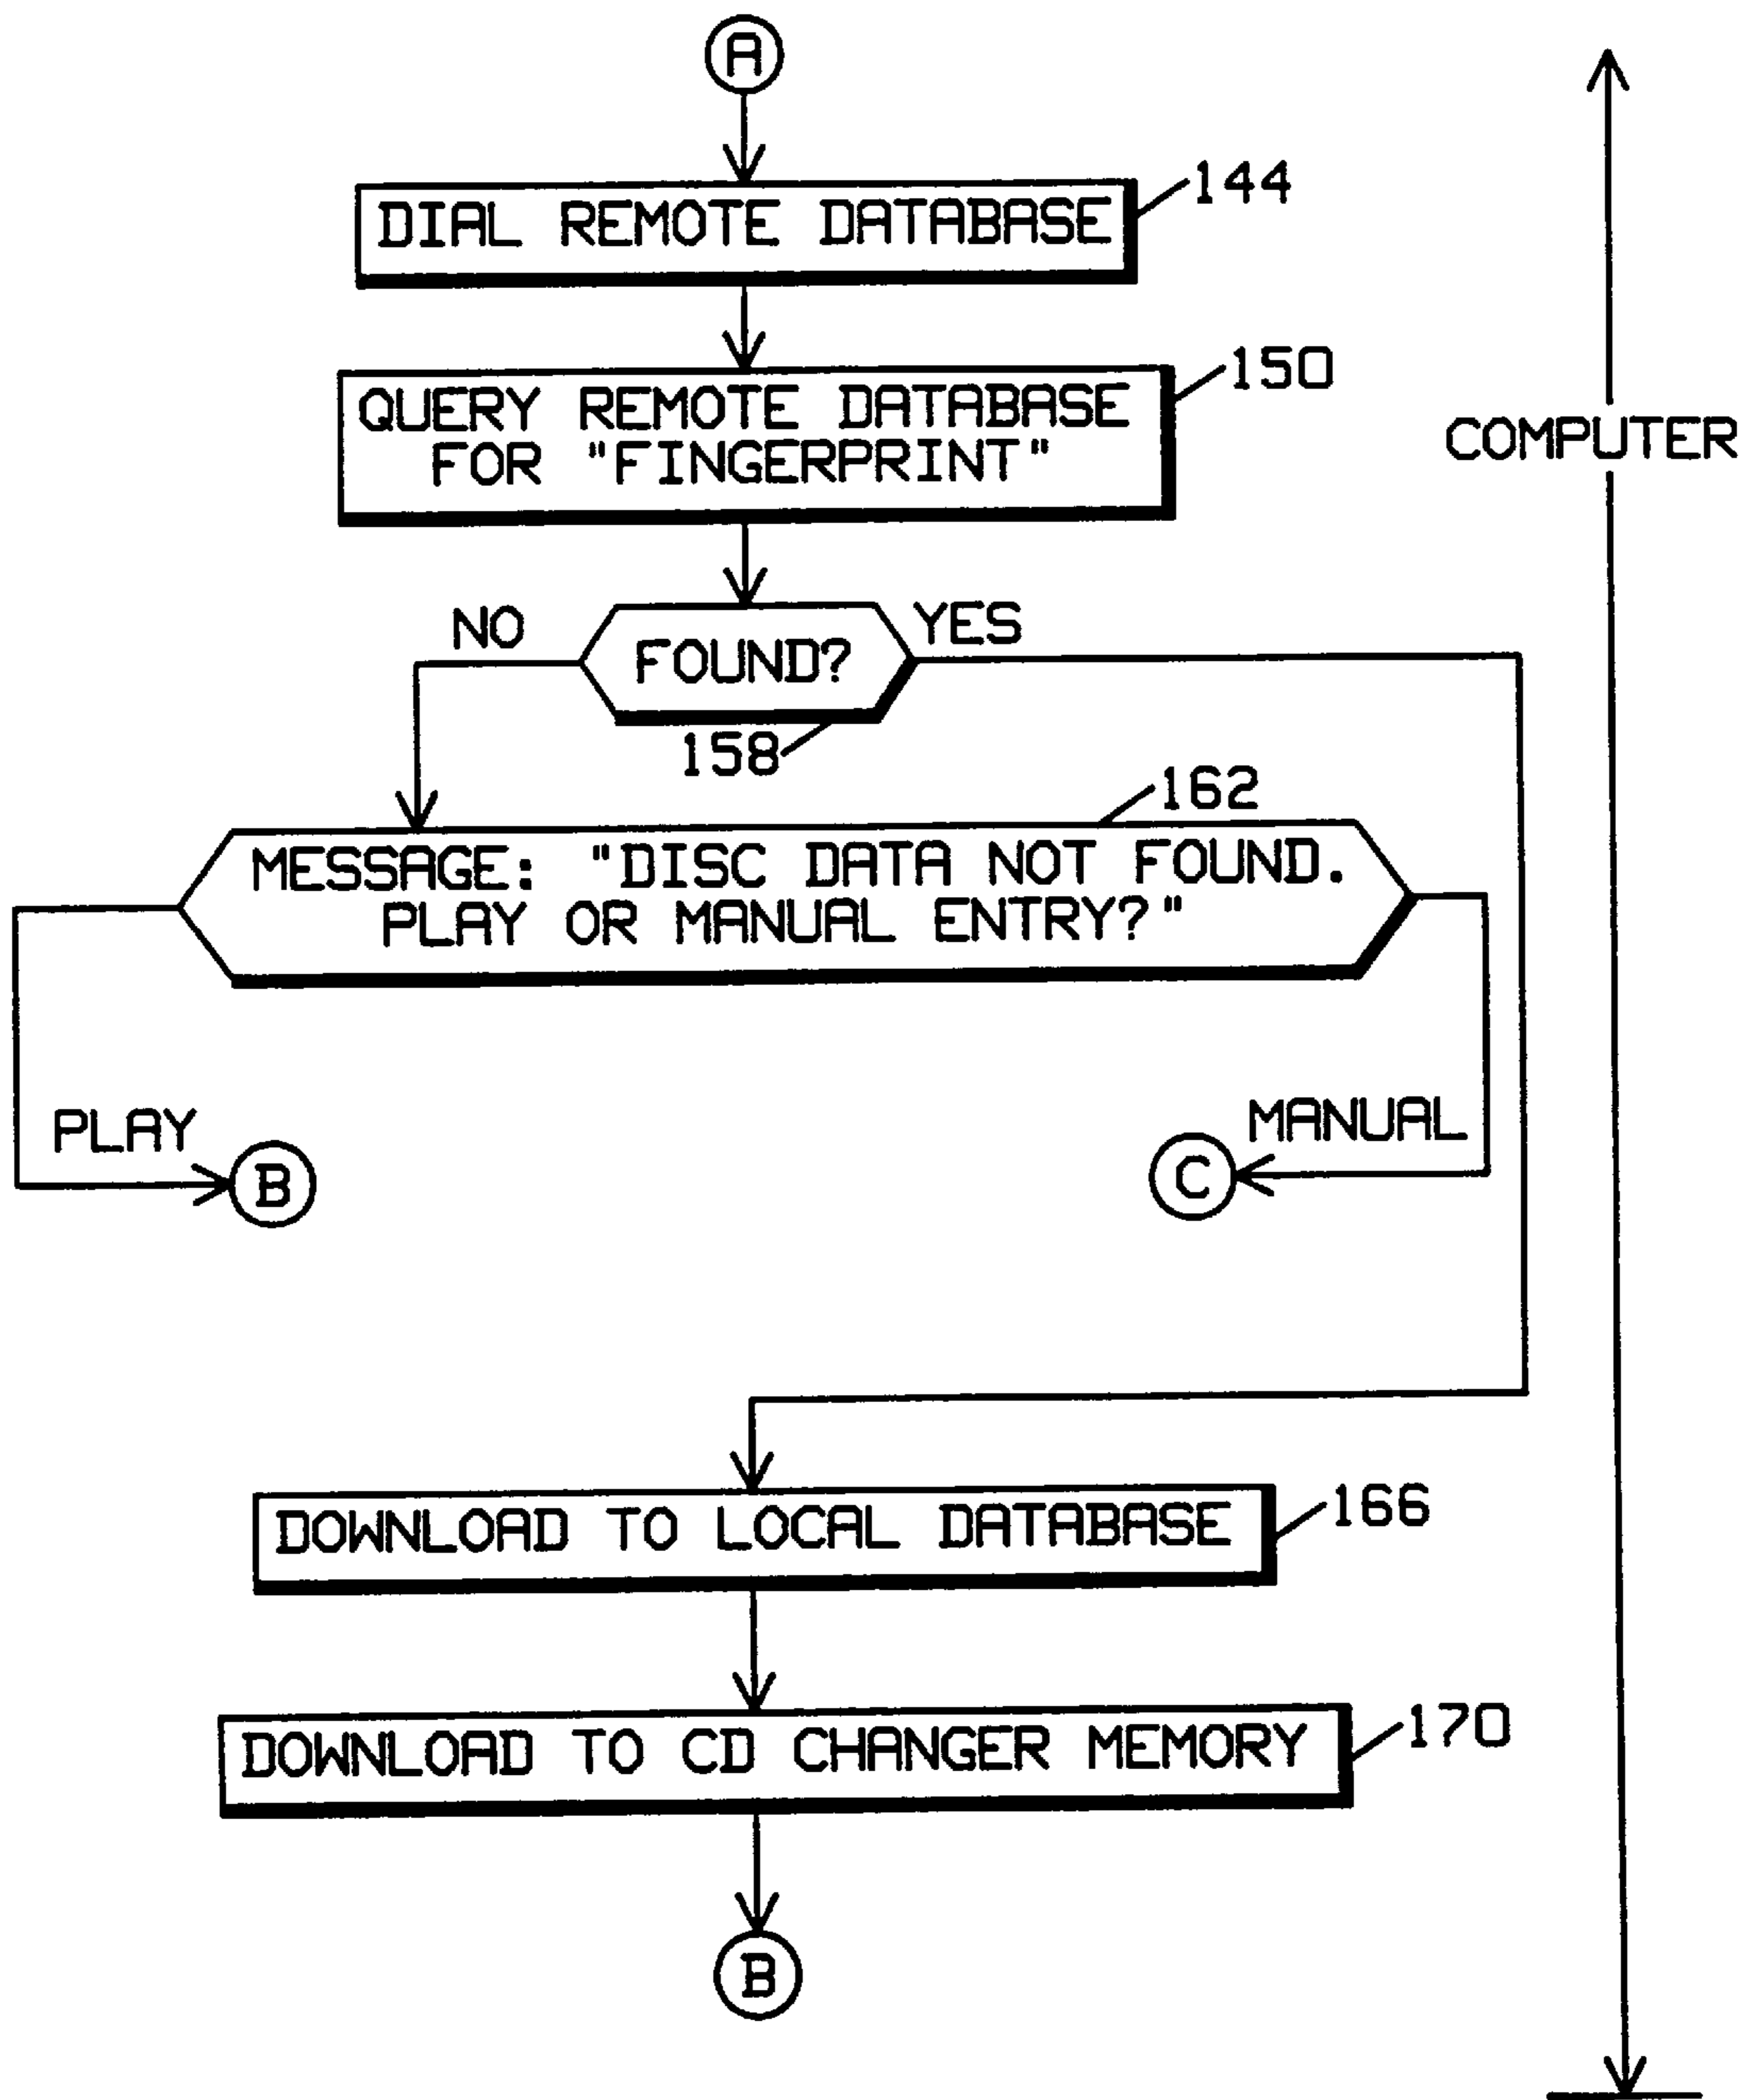 A
DIAL REMOTE DATABASE
144
QUERY REMOTE DATABASE
FOR "FINGERPRINT"
150
COMPUTER
NO
FOUND?
YES
158
162
MESSAGE: "DISC DATA NOT FOUND.
PLAY OR MANUAL ENTRY?"
PLAY
B
MANUAL
C
DOWNLOAD TO LOCAL DATABASE
166
DOWNLOAD TO CD CHANGER MEMORY
170
B